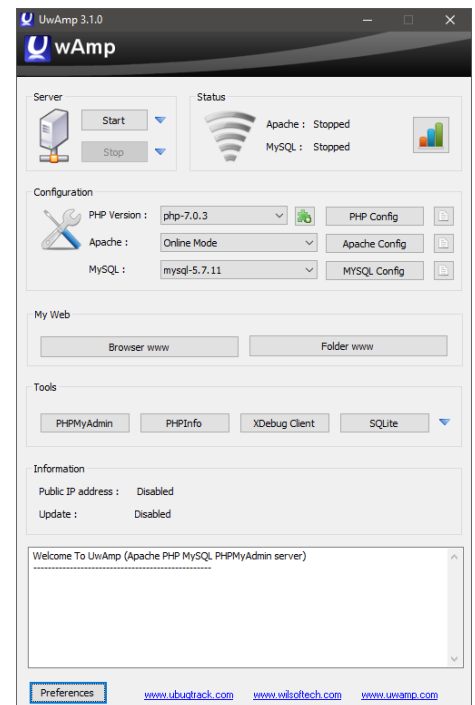 UwAmp 3.1.0
wAmp
Server
Status
Start
Stop
Apache : Stopped
MySQL : Stopped
Configuration
PHP Version : php-7.0.3 PHP Config
Apache : Online Mode Apache Config
MySQL : mysql-5.7.11 MYSQL Config
My Web
Browser www Folder www
Tools
PHPMyAdmin PHPInfo XDebug Client SQLite
Information
Public IP address : Disabled
Update : Disabled
Welcome To UwAmp (Apache PHP MySQL PHPMyAdmin server)
--------------------------------------------------
Preferences www.ubugtrack.com www.wilsoftech.com www.uwamp.com